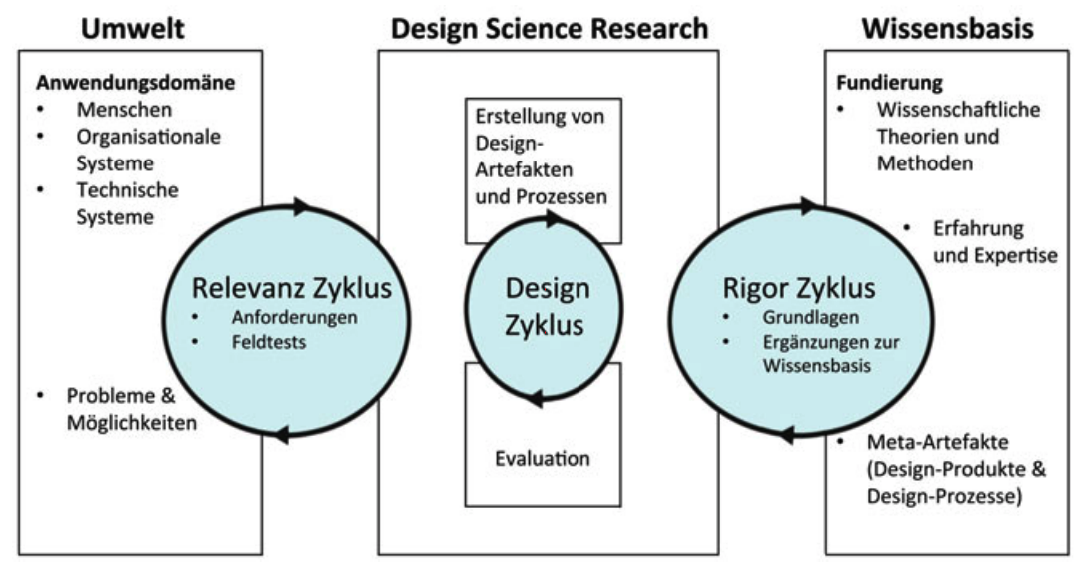 Umwelt
Anwendungsdomäne
• Menschen
• Organisationale
Systeme
• Technische
Systeme
Relevanz Zyklus
• Anforderungen
• Feldtests
• Probleme &
Möglichkeiten
Design Science Research
Erstellung von
Design-
Artefakten
und Prozessen
Design
Zyklus
Evaluation
Wissensbasis
Fundierung
• Wissenschaftliche
Theorien und
Methoden
• Erfahrung
und Expertise
Rigor Zyklus
• Grundlagen
• Ergänzungen zur
Wissensbasis
• Meta-Artefakte
(Design-Produkte &
Design-Prozesse)